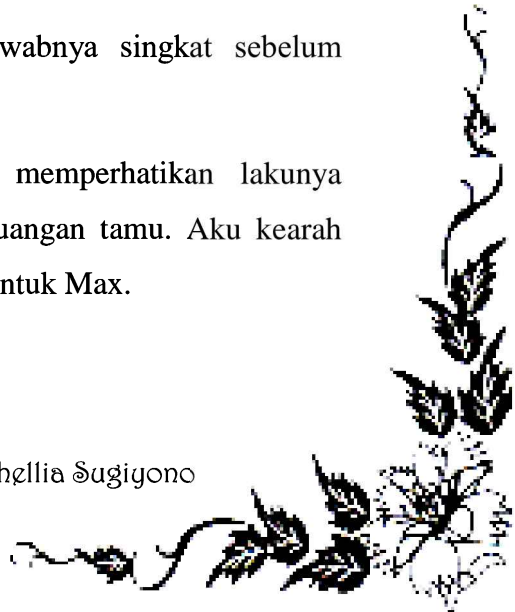 wabnya singkat sebelum
memperhatikan lakunya
uangan tamu. Aku kearah
ntuk Max.
hellia Sugiyono